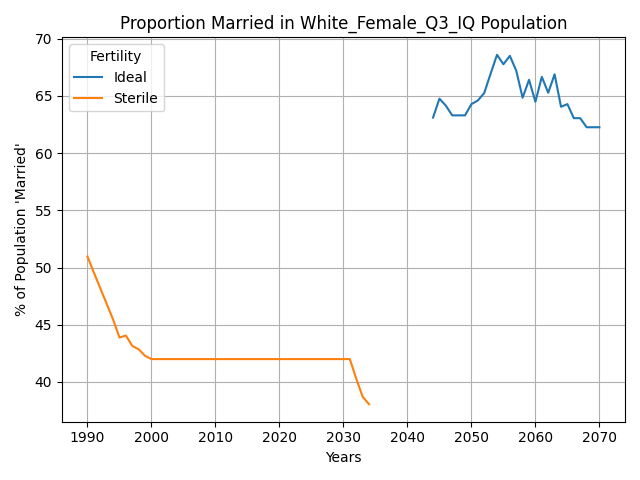 Proportion Married in White_Female_Q3_IQ Population
% of Population 'Married'
70
65
60
55
50
45
40
Fertility
Ideal
Sterile
1990 2000 2010 2020 2030 2040 2050 2060 2070
Years